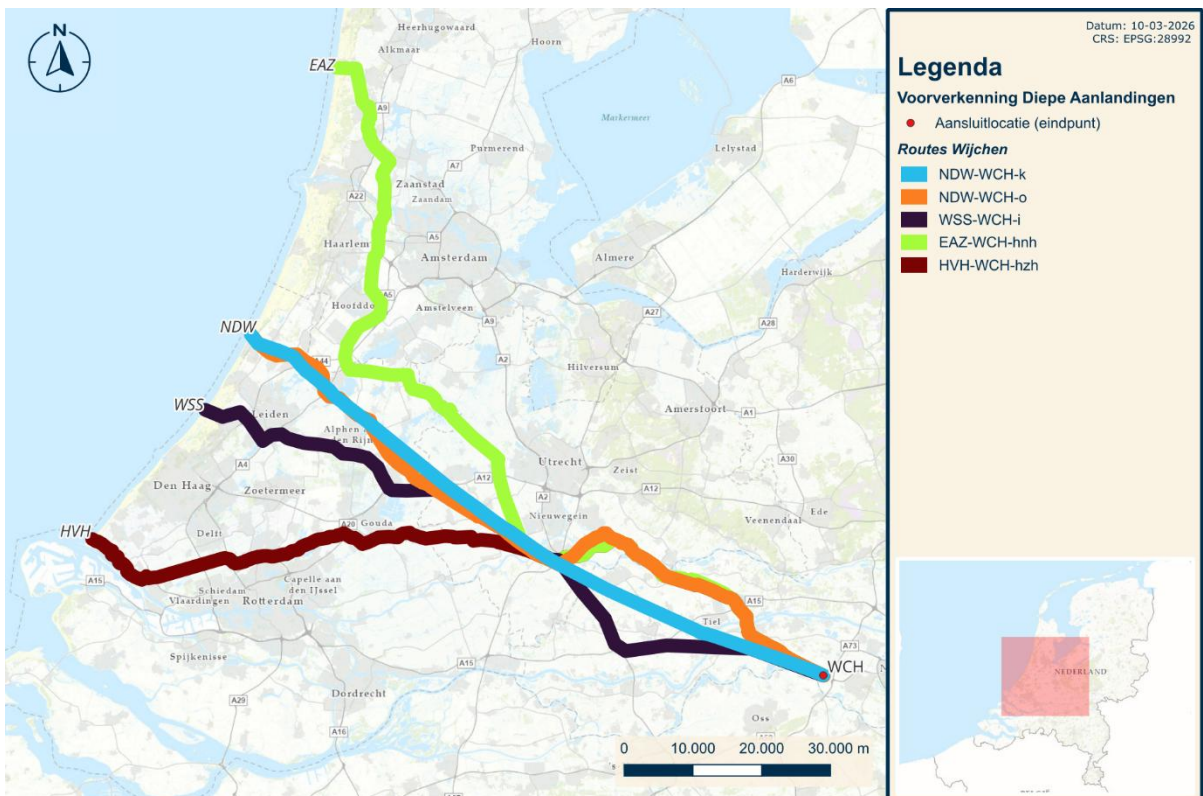 Datum: 10-03-2026
CRS: EPSG:28992
Legenda
Voorverkenning Diepe Aanlandingen
Aansluitlocatie (eindpunt)
Routes Wijchen
NDW-WCH-k
NDW-WCH-o
WSS-WCH-i
EAZ-WCH-hnh
HVH-WCH-hzh
N
Heerhugowaard
Alkmaar
Hoorn
EAZ
A9
A6
Markermeer
Purmerend
Lelystad
A7
Zaanstad
Zaandam
A22
A5
Haarlem
Amsterdam
Almere
Harderwijk
Hoofddo
A5
Amstelveen
A9
A27
A28
NDW
A44
A2
Hilversum
WSS
Leiden
Amersfoort
A1
Alphen
den Rijn
A4
A12
Utrecht
Zeist
A30
Den Haag
Zoetermeer
A2
A12
Ede
Nieuwegein
Veenendaal
HVH
Delft
A20
Gouda
A15
Schiedam
Capelle aan
den IJssel
Vlaardingen
Rotterdam
A15
Tiel
Spijkenisse
A15
A73
WCH
Dordrecht
A29
A16
Oss
0
10.000
20.000
30.000 m
NEDERLAND